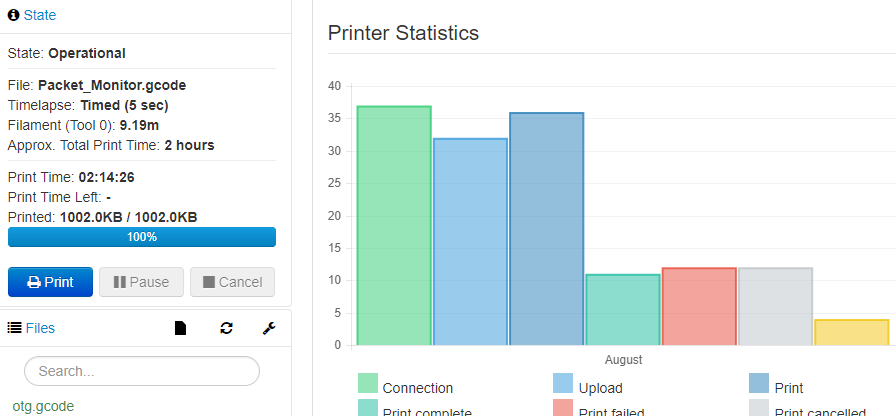 State
State: Operational
File: Packet_Monitor.gcode
Timelapse: Timed (5 sec)
Filament (Tool 0): 9.19m
Approx. Total Print Time: 2 hours
Print Time: 02:14:26
Print Time Left: -
Printed: 1002.0KB / 1002.0KB
100%
Print Pause Cancel
Files
Search...
otg.gcode
Printer Statistics
40
35
30
25
20
15
10
5
0
August
Connection Upload Print
Print complete Print failed Print cancelled